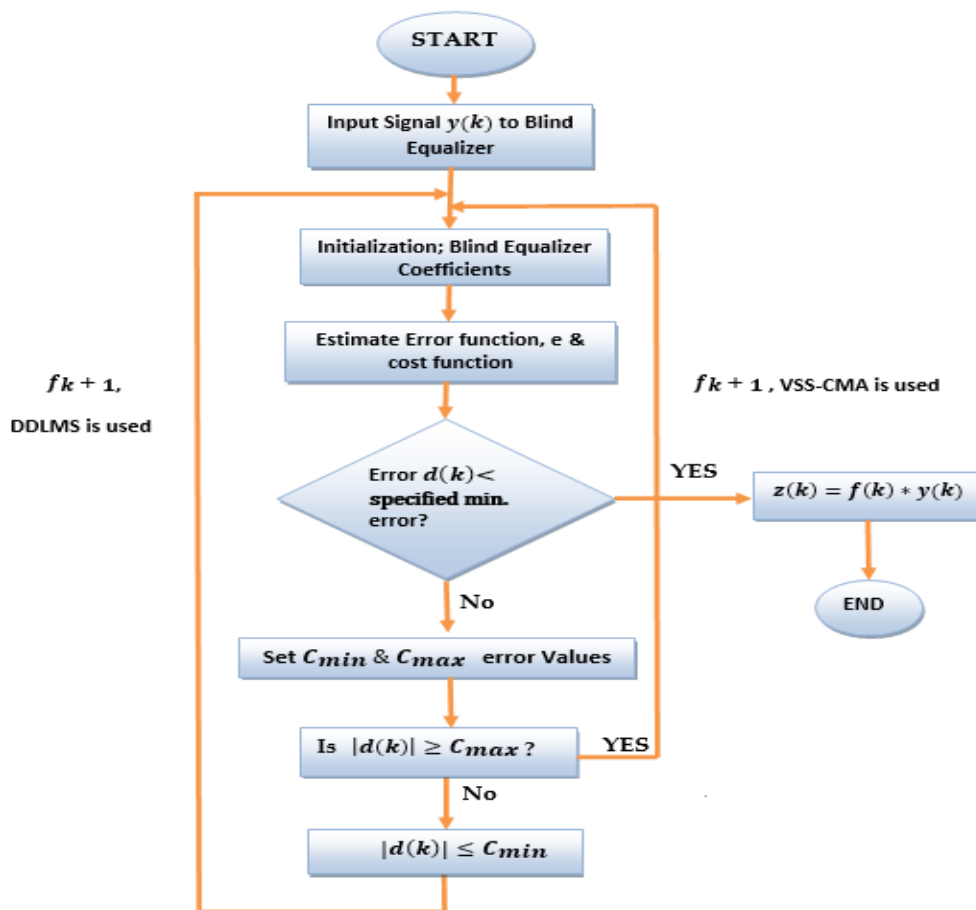 START
Input Signal y(k) to Blind
Equalizer
Initialization; Blind Equalizer
Coefficients
Estimate Error function, e &
cost function
fk + 1,
DDLMS is used
fk + 1 , VSS-CMA is used
Error d(k)<
specified min.
error?
YES
z(k) = f(k) * y(k)
END
No
Set Cmin & Cmax error Values
Is |d(k)| ≥ Cmax ?
YES
No
|d(k)| ≤ Cmin